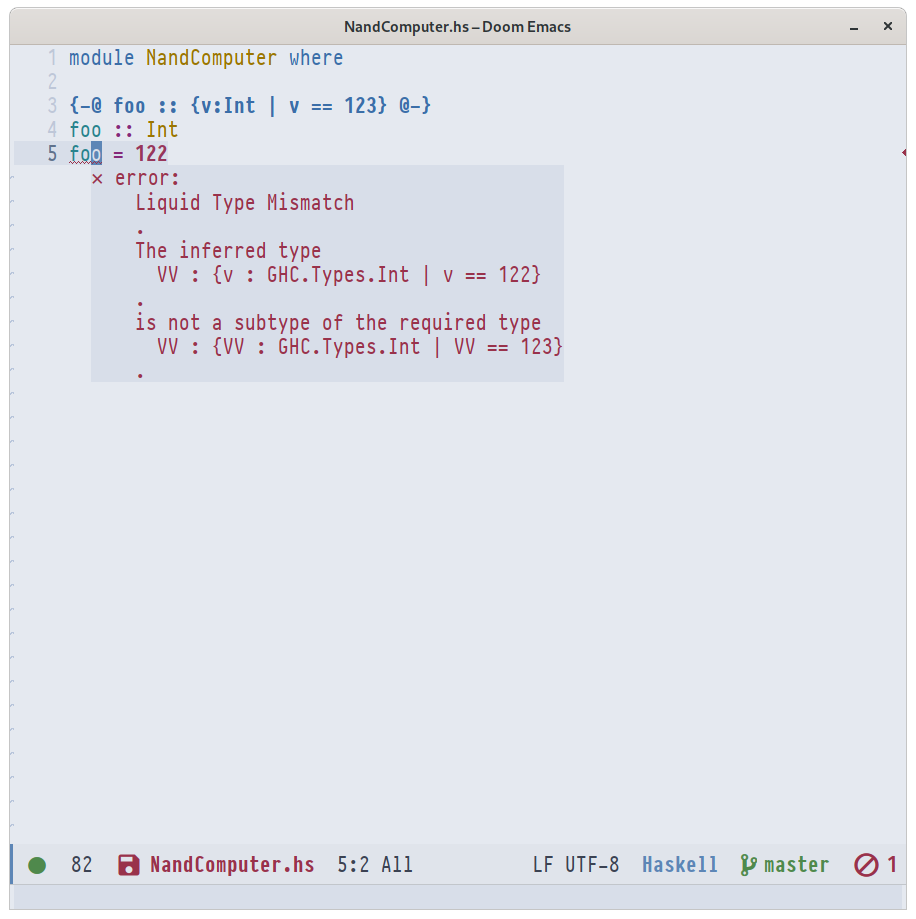 NandComputer.hs – Doom Emacs
1 module NandComputer where
2
3 {-@ foo :: {v:Int | v == 123} @-}
4 foo :: Int
5 foo = 122
× error:
Liquid Type Mismatch
.
The inferred type
VV : {v : GHC.Types.Int | v == 122}
.
is not a subtype of the required type
VV : {VV : GHC.Types.Int | VV == 123}
.
82 NandComputer.hs 5:2 All LF UTF-8 Haskell master 1